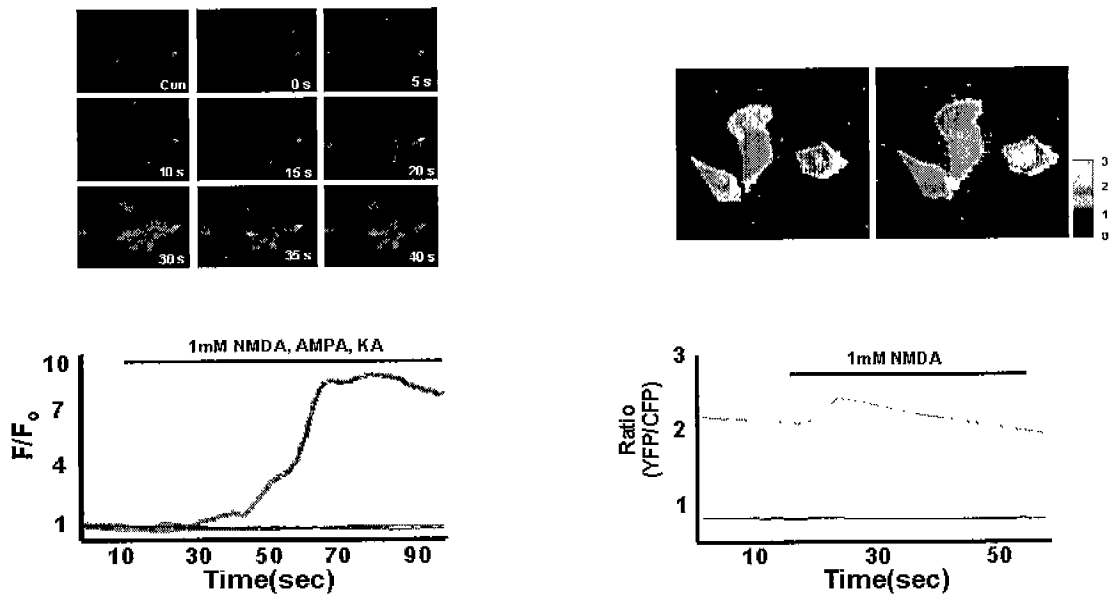 Con
0 s
5 s
10 s
15 s
20 s
30 s
35 s
40 s
3
2
1
0
1mM NMDA, AMPA, KA
10
7
4
1
F/Fo
10 30 50 70 90
Time(sec)
1mM NMDA
3
2
1
Ratio
(YFP/CFP)
10 30 50
Time(sec)